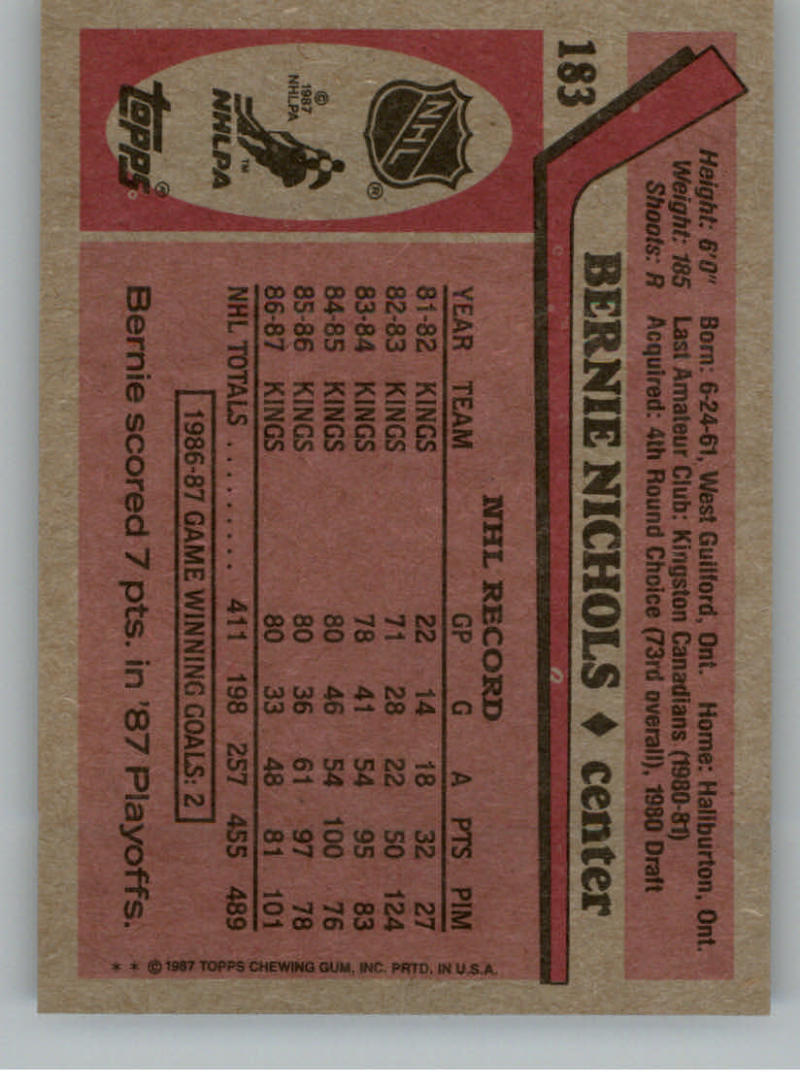 183
Height: 6'0" Born: 6-24-61, West Guilford, Ont. Home: Haliburton, Ont.
Weight: 185 Last Amateur Club: Kingston Canadians (1980-81)
Shoots: R Acquired: 4th Round Choice (73rd overall), 1980 Draft
BERNIE NICHOLS ♦ center
NHL
®
© 1987 NHLPA
NHLPA™
topps®
NHL RECORD
YEAR TEAM GP G A PTS PIM
81-82 KINGS 22 14 18 32 27
82-83 KINGS 71 28 22 50 124
83-84 KINGS 78 41 54 95 83
84-85 KINGS 80 46 54 100 76
85-86 KINGS 80 36 61 97 78
86-87 KINGS 80 33 48 81 101
NHL TOTALS .......... 411 198 257 455 489
1986-87 GAME WINNING GOALS: 2
Bernie scored 7 pts. in '87 Playoffs.
* * © 1987 TOPPS CHEWING GUM, INC. PRTD. IN U.S.A.